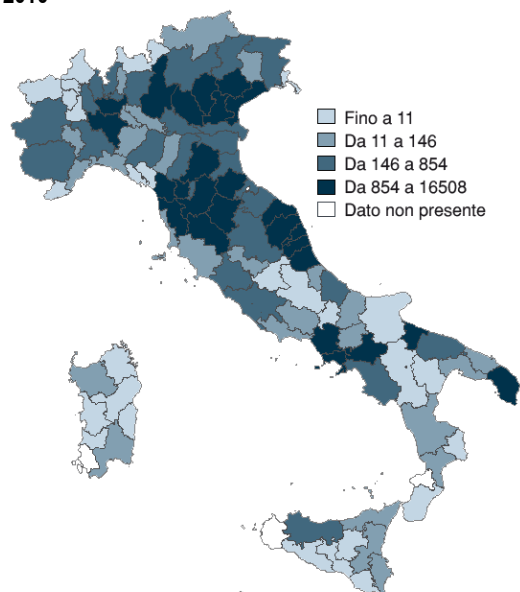 Fino a 11
Da 11 a 146
Da 146 a 854
Da 854 a 16508
Dato non presente